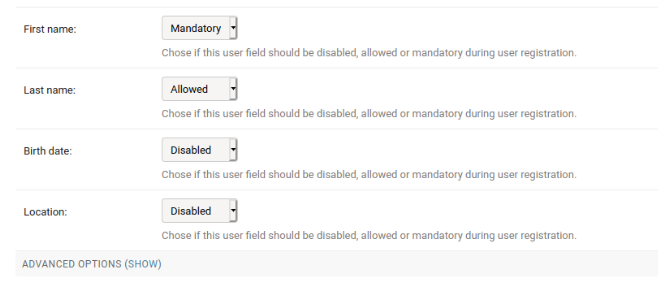 First name: Mandatory
Chose if this user field should be disabled, allowed or mandatory during user registration.
Last name: Allowed
Chose if this user field should be disabled, allowed or mandatory during user registration.
Birth date: Disabled
Chose if this user field should be disabled, allowed or mandatory during user registration.
Location: Disabled
Chose if this user field should be disabled, allowed or mandatory during user registration.
ADVANCED OPTIONS (SHOW)